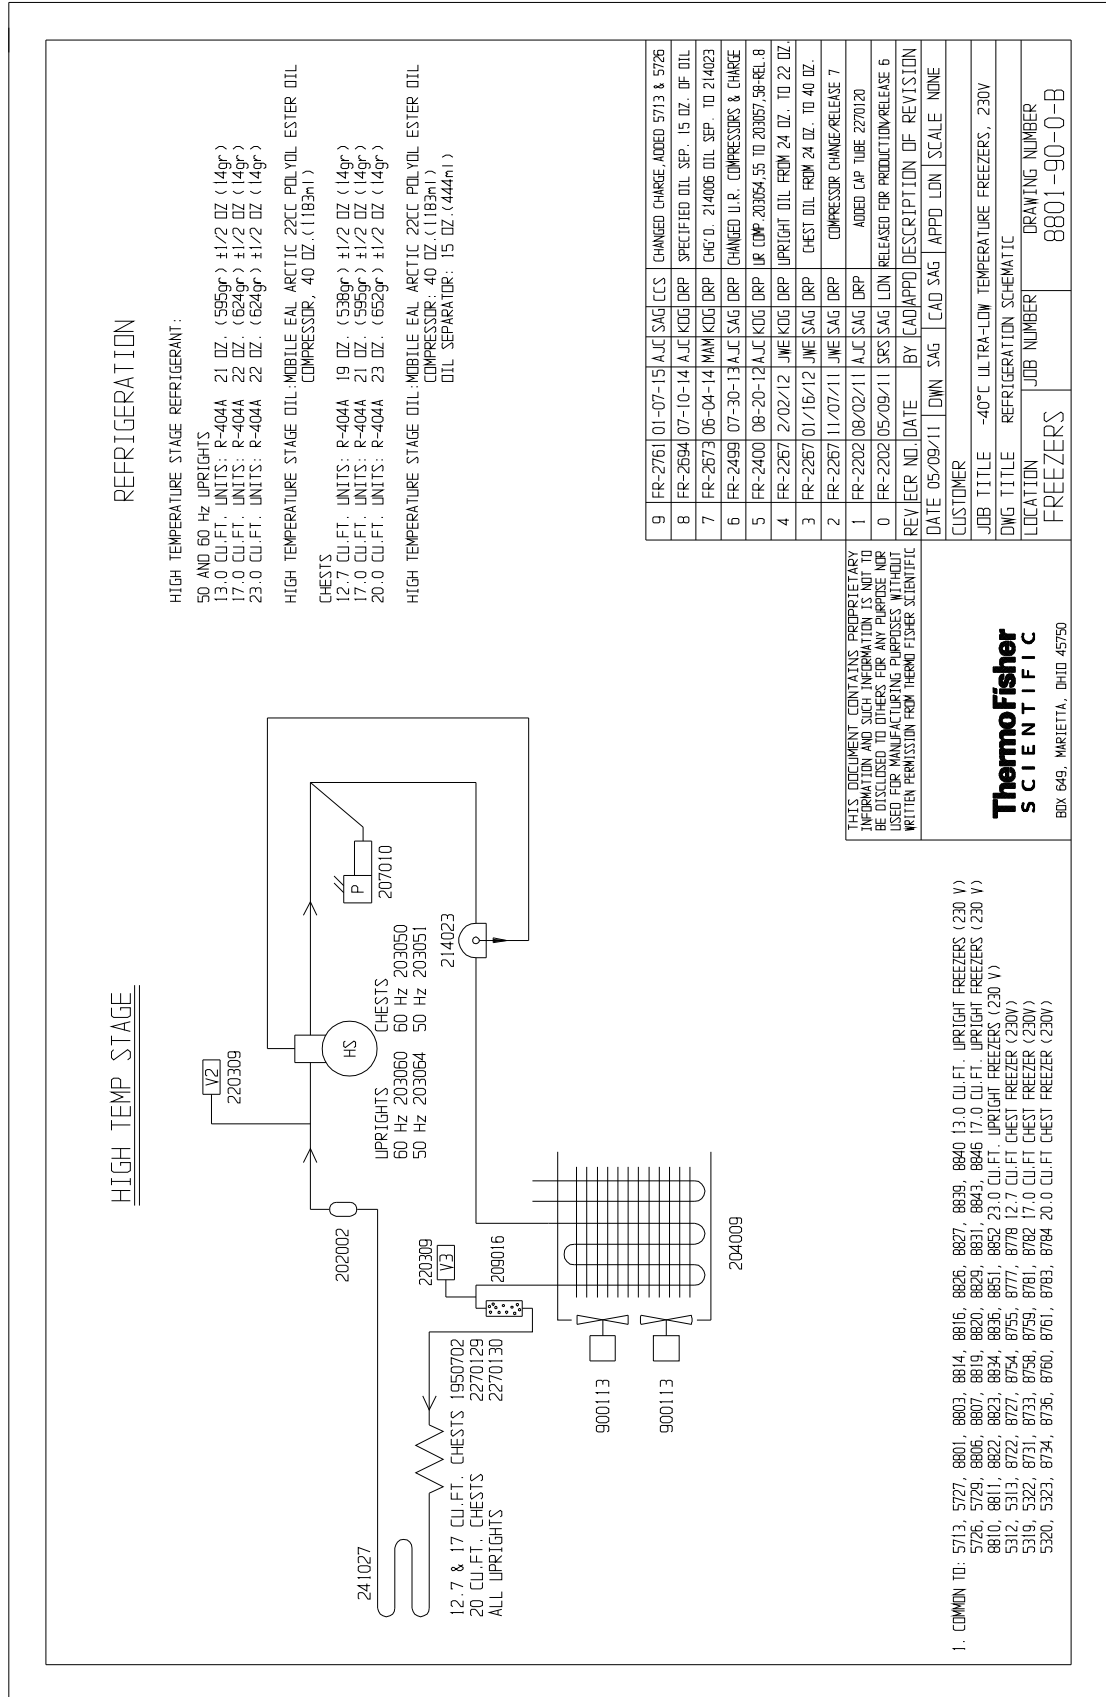 REFRIGERATION
HIGH TEMPERATURE STAGE REFRIGERANT:
50 AND 60 Hz UPRIGHTS
13.0 CU.FT. UNITS: R-404A 21 OZ. (595gr) ±1/2 OZ (14gr)
17.0 CU.FT. UNITS: R-404A 22 OZ. (624gr) ±1/2 OZ (14gr)
23.0 CU.FT. UNITS: R-404A 22 OZ. (624gr) ±1/2 OZ (14gr)
HIGH TEMPERATURE STAGE OIL:MOBILE EAL ARCTIC 22CC POLYOL ESTER OIL
COMPRESSOR, 40 OZ.(1183ml)
CHESTS
12.7 CU.FT. UNITS: R-404A 19 OZ. (538gr) ±1/2 OZ (14gr)
17.0 CU.FT. UNITS: R-404A 21 OZ. (595gr) ±1/2 OZ (14gr)
20.0 CU.FT. UNITS: R-404A 23 OZ. (652gr) ±1/2 OZ (14gr)
HIGH TEMPERATURE STAGE OIL:MOBILE EAL ARCTIC 22CC POLYOL ESTER OIL
COMPRESSOR: 40 OZ.(1183ml)
OIL SEPARATOR: 15 OZ.(444ml)
HIGH TEMP STAGE
V2
220309
HS
P
207010
202002
UPRIGHTS CHESTS
60 Hz 203060 60 Hz 203050
50 Hz 203064 50 Hz 203051
214023
220309
V3
209016
241027
12.7 & 17 CU.FT. CHESTS 1950702
20 CU.FT. CHESTS 2270129
ALL UPRIGHTS 2270130
900113
900113
204009
1. COMMON TO: 5713, 5727, 8801, 8803, 8814, 8816, 8826, 8827, 8839, 8840 13.0 CU.FT. UPRIGHT FREEZERS (230 V)
5726, 5729, 8806, 8807, 8819, 8820, 8829, 8831, 8843, 8846 17.0 CU.FT. UPRIGHT FREEZERS (230 V)
8810, 8811, 8822, 8823, 8834, 8836, 8851, 8852 23.0 CU.FT. UPRIGHT FREEZERS (230 V)
5312, 5313, 8722, 8727, 8754, 8755, 8777, 8778 12.7 CU.FT CHEST FREEZER (230V)
5319, 5322, 8731, 8733, 8758, 8759, 8781, 8782 17.0 CU.FT CHEST FREEZER (230V)
5320, 5323, 8734, 8736, 8760, 8761, 8783, 8784 20.0 CU.FT CHEST FREEZER (230V)
THIS DOCUMENT CONTAINS PROPRIETARY
INFORMATION AND SUCH INFORMATION IS NOT TO
BE DISCLOSED TO OTHERS FOR ANY PURPOSE NOR
USED FOR MANUFACTURING PURPOSES WITHOUT
WRITTEN PERMISSION FROM THERMO FISHER SCIENTIFIC
ThermoFisher
SCIENTIFIC
BOX 649, MARIETTA, OHIO 45750
9 FR-2761 01-07-15 AJC SAG CCS CHANGED CHARGE,ADDED 5713 & 5726
8 FR-2694 07-10-14 AJC KDG DRP SPECIFIED OIL SEP. 15 OZ. OF OIL
7 FR-2673 06-04-14 MAM KDG DRP CHG'D. 214006 OIL SEP. TO 214023
6 FR-2499 07-30-13 AJC SAG DRP CHANGED U.R. COMPRESSORS & CHARGE
5 FR-2400 08-20-12 AJC KDG DRP UR COMP.203054,55 TO 203057,58-REL.8
4 FR-2267 2/02/12 JWE KDG DRP UPRIGHT OIL FROM 24 OZ. TO 22 OZ.
3 FR-2267 01/16/12 JWE SAG DRP CHEST OIL FROM 24 OZ. TO 40 OZ.
2 FR-2267 11/07/11 JWE SAG DRP COMPRESSOR CHANGE/RELEASE 7
1 FR-2202 08/02/11 AJC SAG DRP ADDED CAP TUBE 2270120
0 FR-2202 05/09/11 SRS SAG LDN RELEASED FOR PRODUCTION/RELEASE 6
REV ECR NO. DATE BY CAD APPD DESCRIPTION OF REVISION
DATE 05/09/11 DWN SAG CAD SAG APPD LDN SCALE NONE
CUSTOMER
JOB TITLE -40°C ULTRA-LOW TEMPERATURE FREEZERS, 230V
DWG TITLE REFRIGERATION SCHEMATIC
LOCATION JOB NUMBER DRAWING NUMBER
FREEZERS 8801-90-0-B